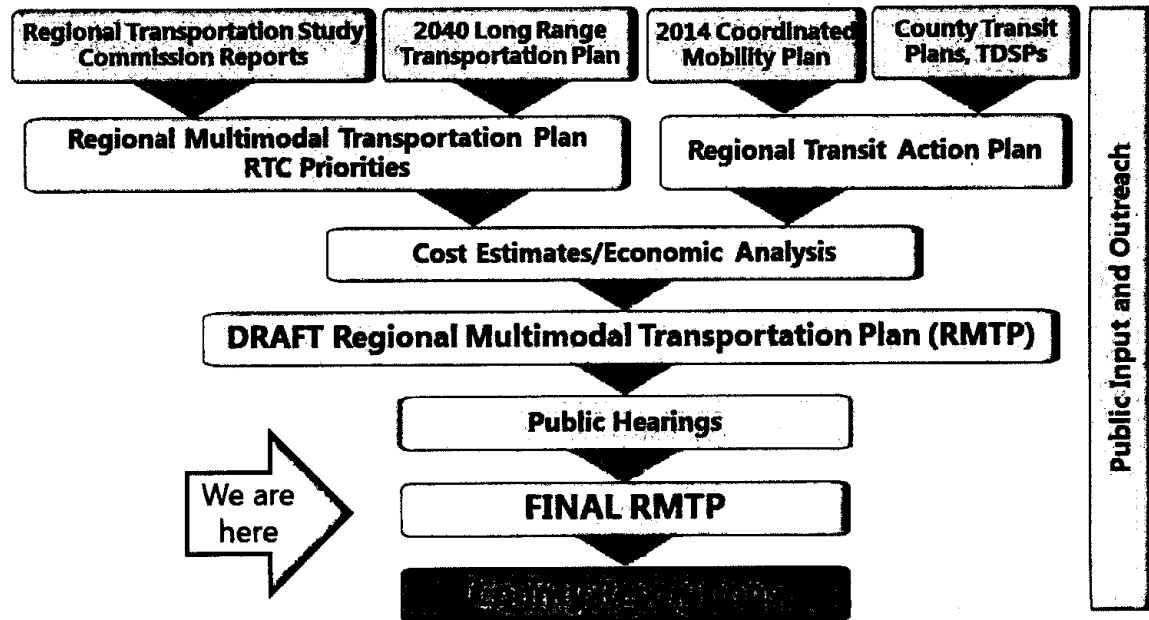 Regional Transportation Study
Commission Reports
2040 Long Range
Transportation Plan
2014 Coordinated
Mobility Plan
County Transit
Plans, TDSPs
Regional Multimodal Transportation Plan
RTC Priorities
Regional Transit Action Plan
Cost Estimates/Economic Analysis
DRAFT Regional Multimodal Transportation Plan (RMTP)
Public Hearings
We are
here
FINAL RMTP
Public Input and Outreach